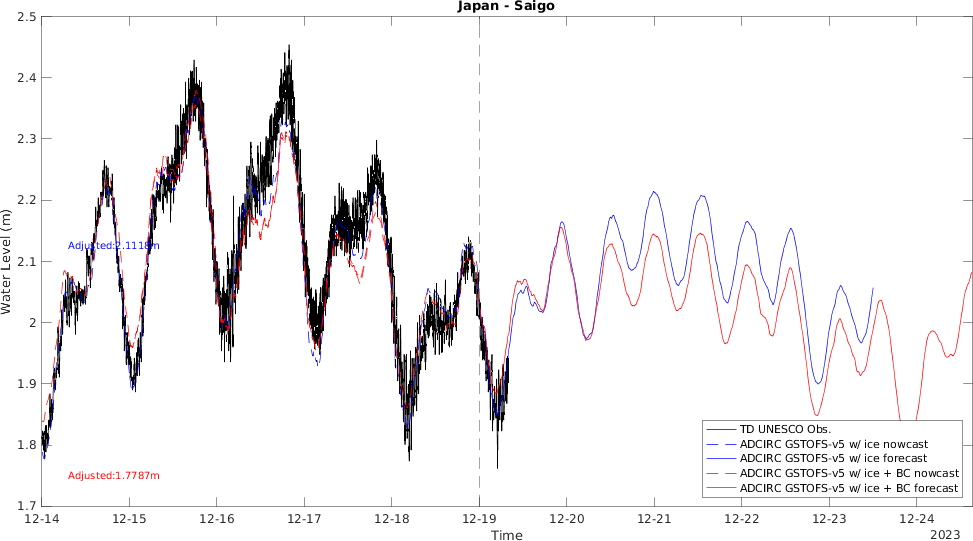 Japan - Saigo
2.5
2.4
2.3
2.2
2.1
2
1.9
1.8
1.7
Water Level (m)
Adjusted:2.1118m
Adjusted:1.7787m
TD UNESCO Obs.
ADCIRC GSTOFS-v5 w/ ice nowcast
ADCIRC GSTOFS-v5 w/ ice forecast
ADCIRC GSTOFS-v5 w/ ice + BC nowcast
ADCIRC GSTOFS-v5 w/ ice + BC forecast
12-14 12-15 12-16 12-17 12-18 12-19 12-20 12-21 12-22 12-23 12-24
2023
Time